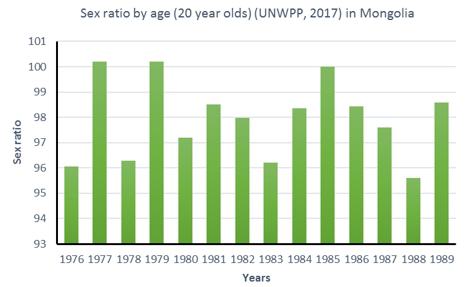 Sex ratio by age (20 year olds) (UNWPP, 2017) in Mongolia
101
100
99
98
97
96
95
94
93
Sex ratio
1976 1977 1978 1979 1980 1981 1982 1983 1984 1985 1986 1987 1988 1989
Years